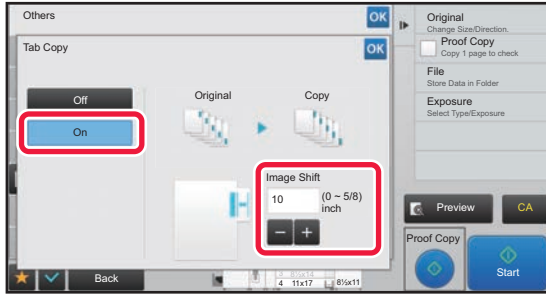 Others
OK
Tab Copy
OK
Off
On
Original
Copy
Image Shift
10
(0 ~ 5/8)
inch
Back
4 11x17
8½x11
Original
Change Size/Direction.
Proof Copy
Copy 1 page to check
File
Store Data in Folder
Exposure
Select Type/Exposure
Preview
CA
Proof Copy
Start